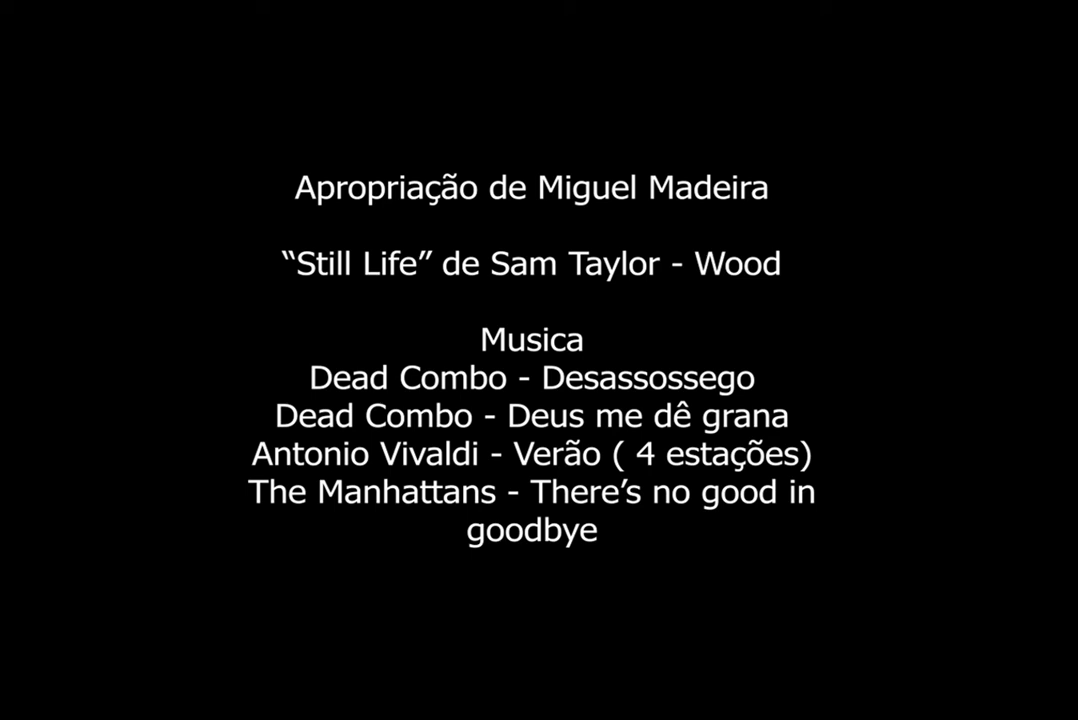 Apropriação de Miguel Madeira
“Still Life” de Sam Taylor - Wood
Musica
Dead Combo - Desassossego
Dead Combo - Deus me dê grana
Antonio Vivaldi - Verão ( 4 estações)
The Manhattans - There’s no good in
goodbye